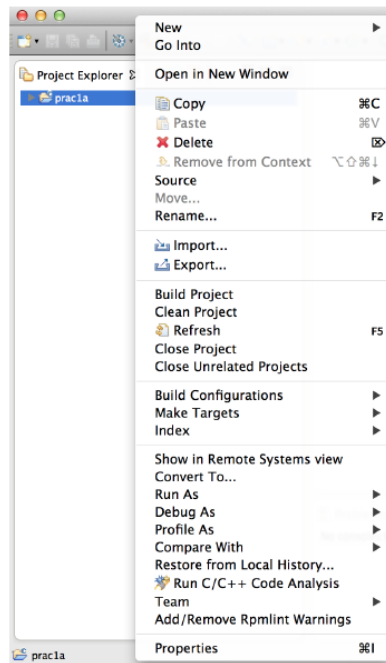 New
Go Into
Project Explorer
Open in New Window
prac1a
Copy ⌘C
Paste ⌘V
Delete ⌦
Remove from Context ⌥⇧⌘↓
Source
Move...
Rename... F2
Import...
Export...
Build Project
Clean Project
Refresh F5
Close Project
Close Unrelated Projects
Build Configurations
Make Targets
Index
Show in Remote Systems view
Convert To...
Run As
Debug As
Profile As
Compare With
Restore from Local History...
Run C/C++ Code Analysis
Team
Add/Remove Rpmlint Warnings
Properties ⌘I
prac1a